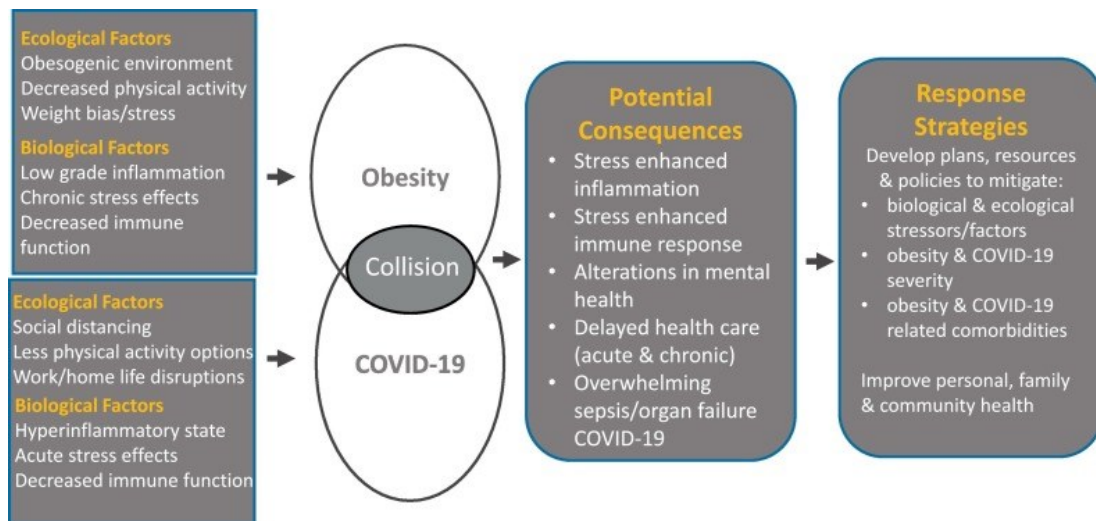 Ecological Factors
Obesogenic environment
Decreased physical activity
Weight bias/stress
Biological Factors
Low grade inflammation
Chronic stress effects
Decreased immune
function
Ecological Factors
Social distancing
Less physical activity options
Work/home life disruptions
Biological Factors
Hyperinflammatory state
Acute stress effects
Decreased immune function
Obesity
Collision
COVID-19
Potential
Consequences
• Stress enhanced
inflammation
• Stress enhanced
immune response
• Alterations in mental
health
• Delayed health care
(acute & chronic)
• Overwhelming
sepsis/organ failure
COVID-19
Response
Strategies
Develop plans, resources
& policies to mitigate:
• biological & ecological
stressors/factors
• obesity & COVID-19
severity
• obesity & COVID-19
related comorbidities
Improve personal, family
& community health